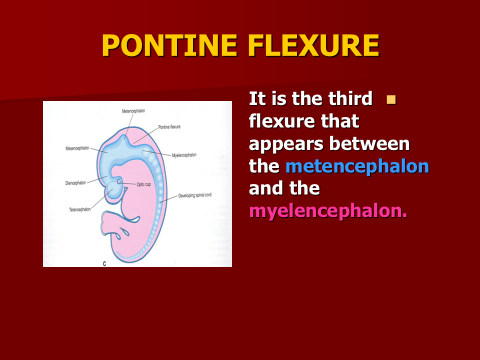 PONTINE FLEXURE
It is the third
flexure that
appears between
the metencephalon
and the
myelencephalon.
Metencephalon
Pontine flexure
Mesencephalon
Myelencephalon
Diencephalon
Optic cup
Telencephalon
Developing spinal cord
C